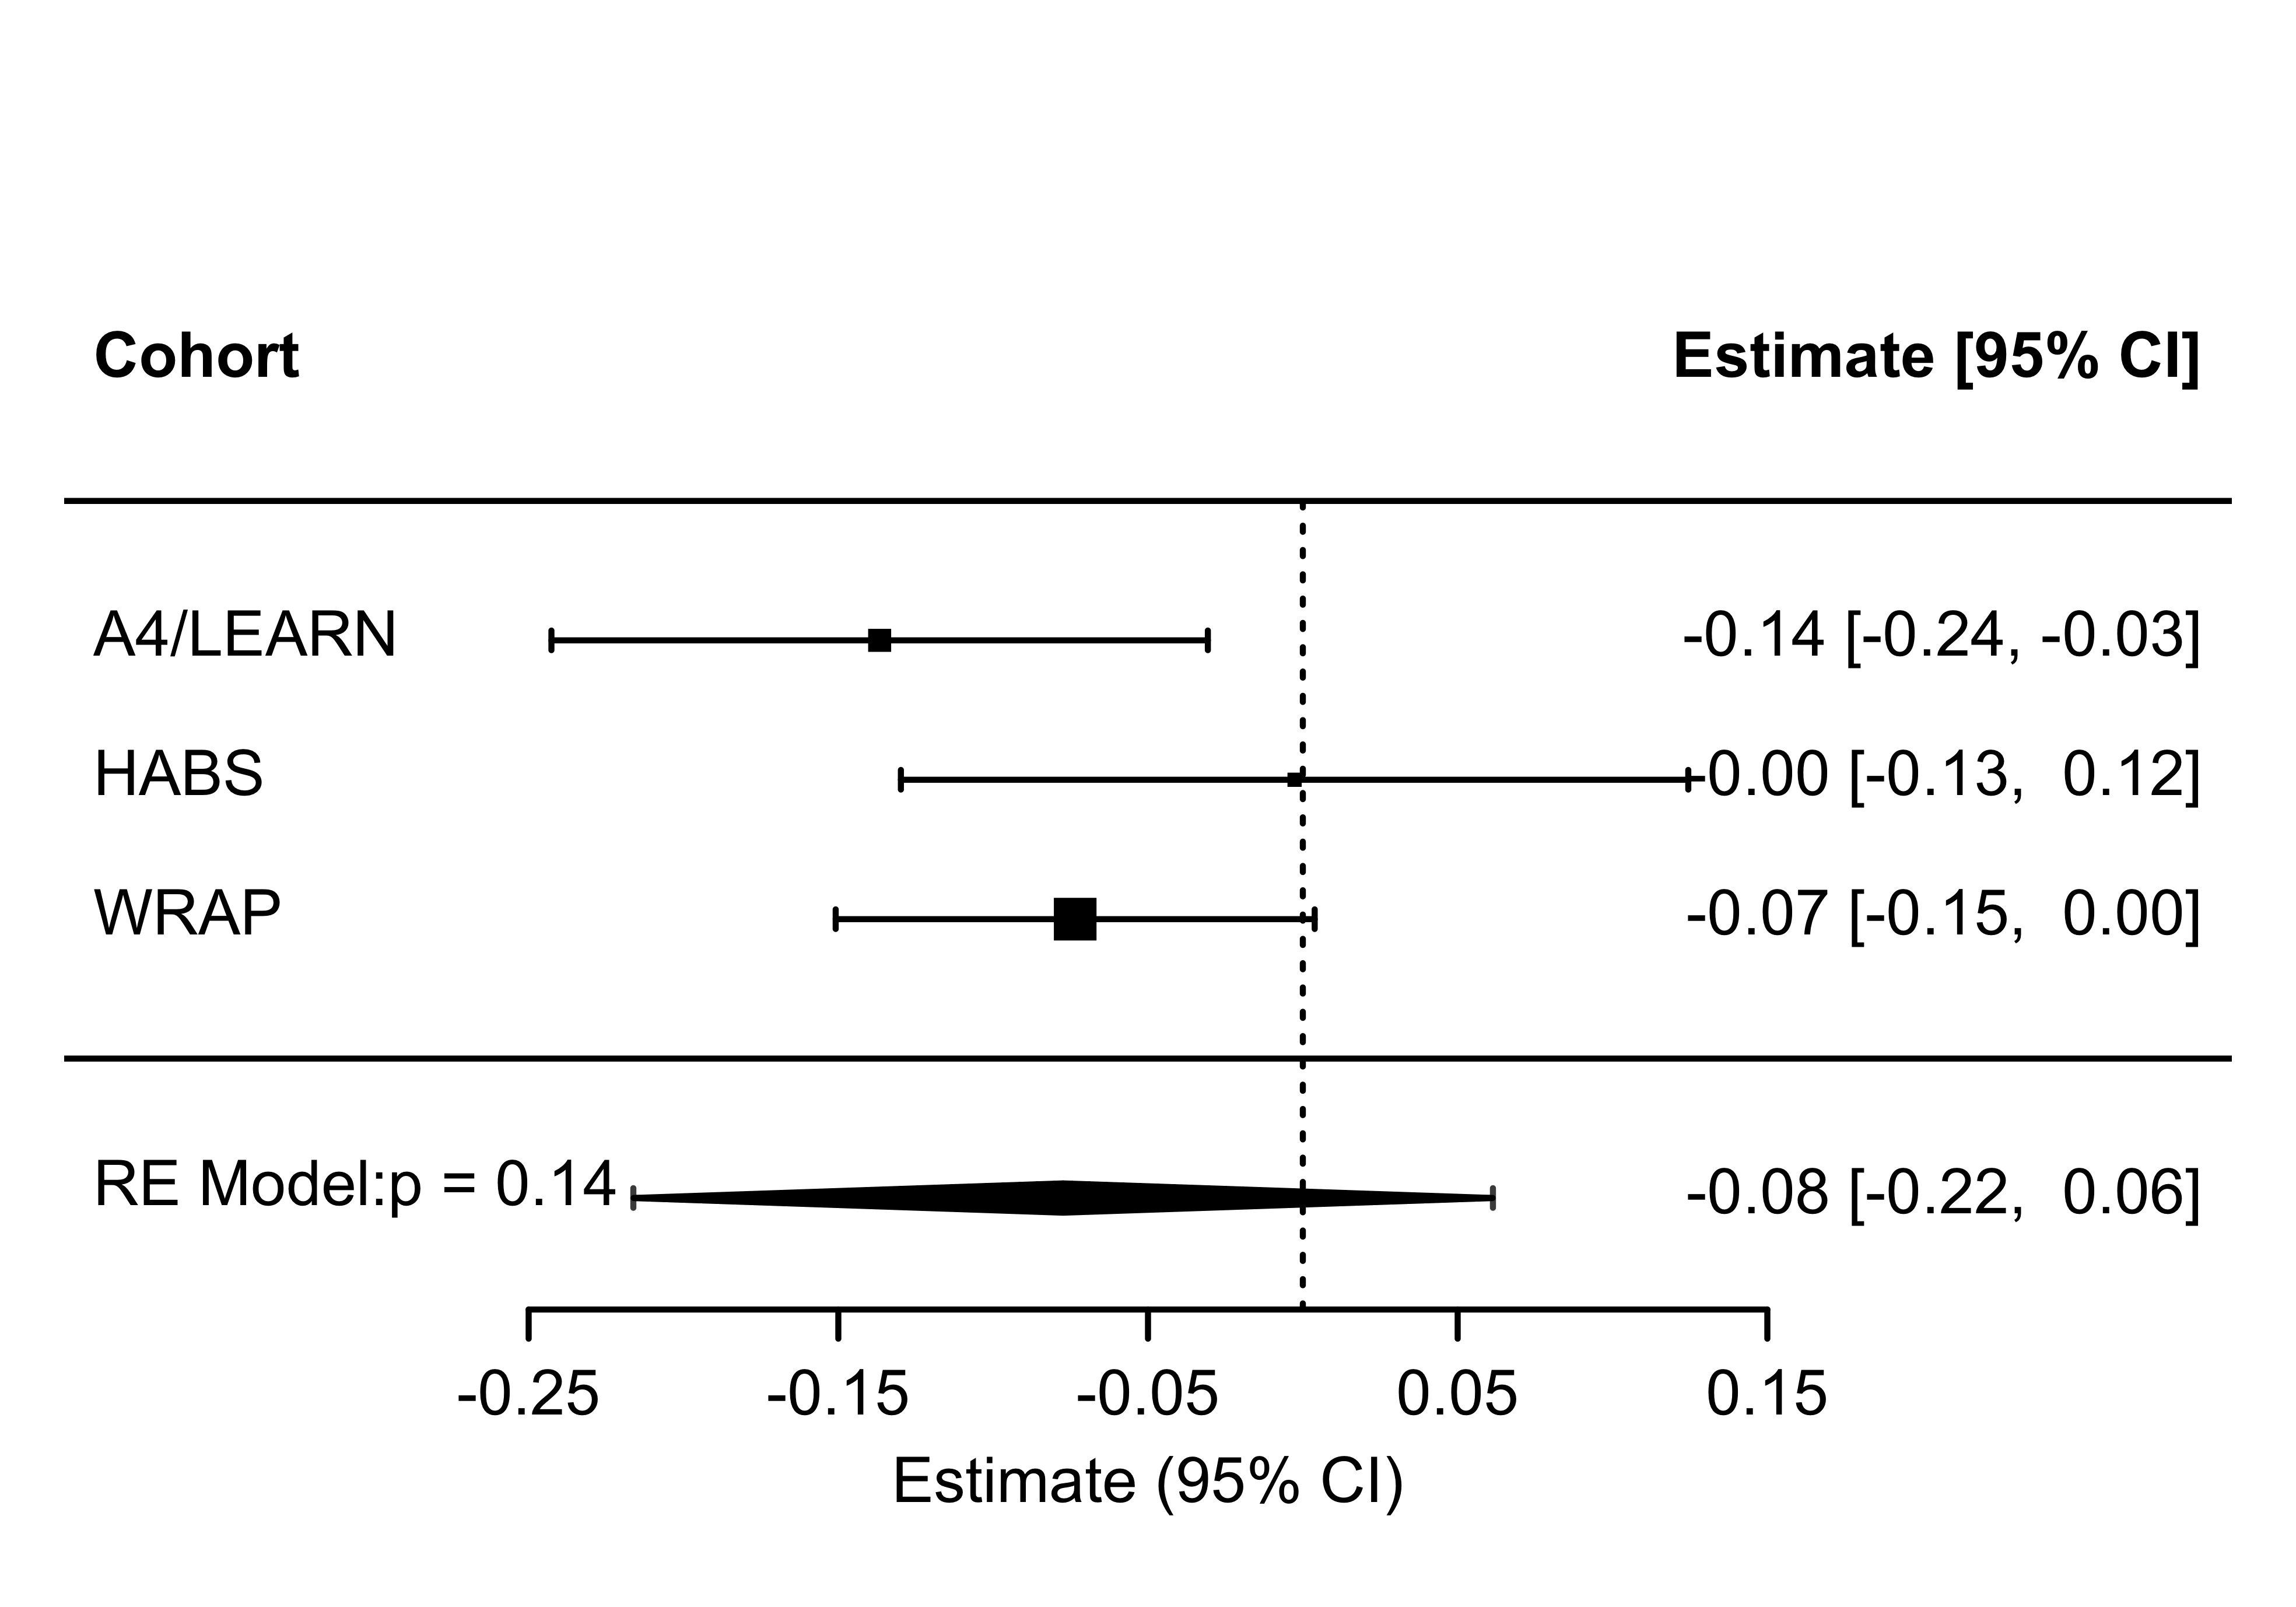 Cohort Estimate [95% CI]
A4/LEARN -0.14 [-0.24, -0.03]
HABS -0.00 [-0.13, 0.12]
WRAP -0.07 [-0.15, 0.00]
RE Model:p = 0.14 -0.08 [-0.22, 0.06]
-0.25 -0.15 -0.05 0.05 0.15
Estimate (95% CI)